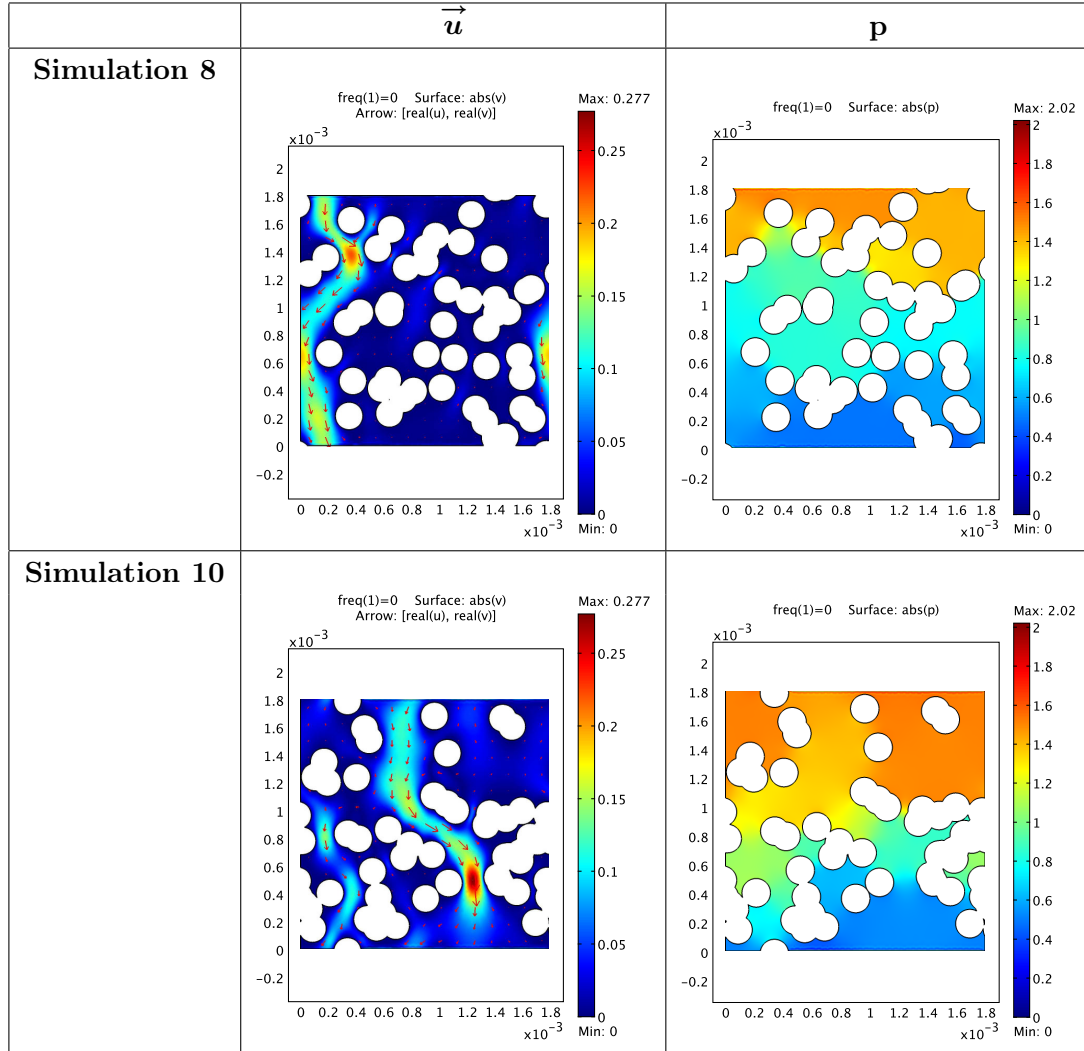 u p
Simulation 8
freq(1)=0 Surface: abs(v)
Arrow: [real(u), real(v)]
Max: 0.277
x10⁻³
2
1.8
1.6
1.4
1.2
1
0.8
0.6
0.4
0.2
0
−0.2
0 0.2 0.4 0.6 0.8 1 1.2 1.4 1.6 1.8
x10⁻³
0.25
0.2
0.15
0.1
0.05
0
Min: 0
freq(1)=0 Surface: abs(p)
Max: 2.02
x10⁻³
2
1.8
1.6
1.4
1.2
1
0.8
0.6
0.4
0.2
0
−0.2
0 0.2 0.4 0.6 0.8 1 1.2 1.4 1.6 1.8
x10⁻³
2
1.8
1.6
1.4
1.2
1
0.8
0.6
0.4
0.2
0
Min: 0
Simulation 10
freq(1)=0 Surface: abs(v)
Arrow: [real(u), real(v)]
Max: 0.277
x10⁻³
2
1.8
1.6
1.4
1.2
1
0.8
0.6
0.4
0.2
0
−0.2
0 0.2 0.4 0.6 0.8 1 1.2 1.4 1.6 1.8
x10⁻³
0.25
0.2
0.15
0.1
0.05
0
Min: 0
freq(1)=0 Surface: abs(p)
Max: 2.02
x10⁻³
2
1.8
1.6
1.4
1.2
1
0.8
0.6
0.4
0.2
0
−0.2
0 0.2 0.4 0.6 0.8 1 1.2 1.4 1.6 1.8
x10⁻³
2
1.8
1.6
1.4
1.2
1
0.8
0.6
0.4
0.2
0
Min: 0